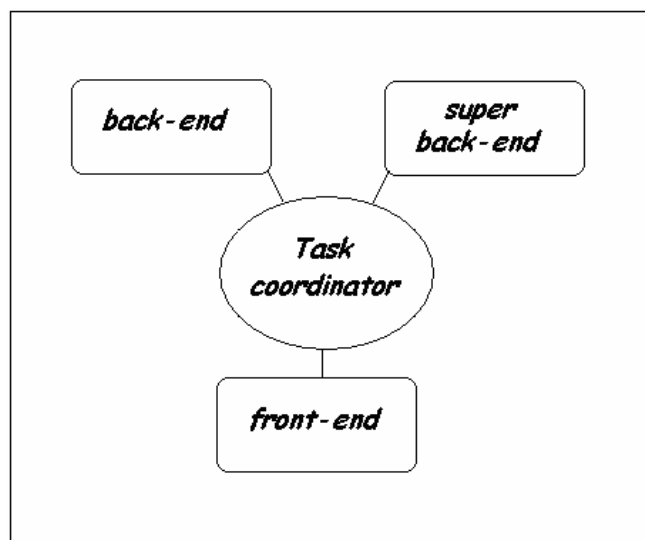 back-end
super
back-end
Task
coordinator
front-end